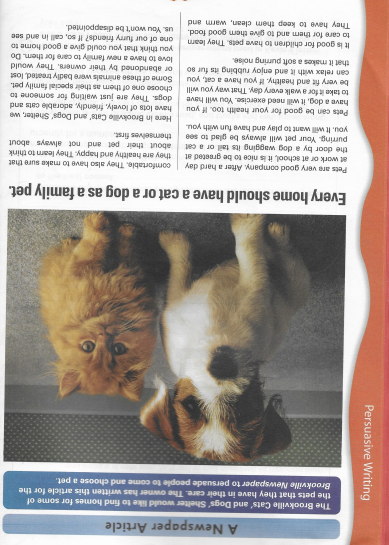 Persuasive Writing
A Newspaper Article
The Brookville Cats' and Dogs' Shelter would like to find homes for some of
the pets that they have in their care. The owner has written this article for the
Brookville Newspaper to persuade people to come and choose a pet.
Every home should have a cat or a dog as a family pet.
Pets are very good company. After a hard day
at work or at school, it is nice to be greeted at
the door by a dog wagging its tail or a cat
purring. Your pet will always be glad to see
you. It will want to play and have fun with you.
Pets can be good for your health too. If you
have a dog, it will need exercise. You will have
to take it for a walk every day. That way you will
be very fit and healthy. If you have a cat, you
can relax with it and enjoy rubbing its fur so
that it makes a soft purring noise.
It is good for children to have pets. They learn
to care for them and to give them good food.
They have to keep them clean, warm and
comfortable. They also have to make sure that
they are healthy and happy. They learn to think
about their pet and not always about
themselves first.
Here in Brookville Cats' and Dogs' Shelter, we
have lots of lovely, friendly, adorable cats and
dogs. They are just waiting for someone to
choose one of them as their special family pet.
Some of these animals were badly treated, lost
or abandoned by their owners. They would
love to have a new family to care for them. Do
you think that you could give a good home to
one of our furry friends? If so, call in and see
us. You won't be disappointed.